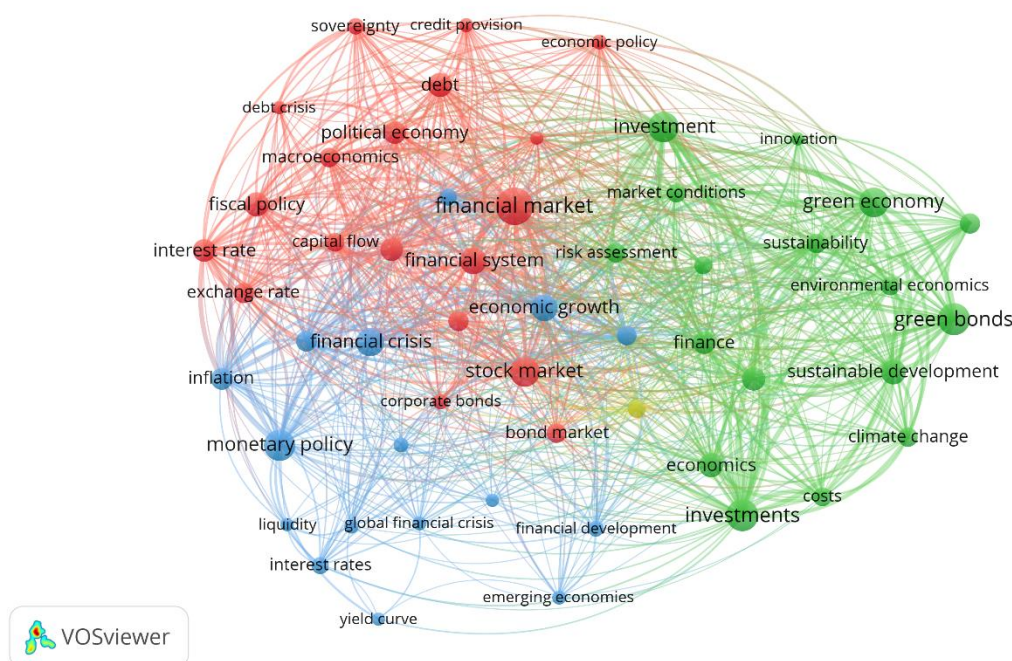 sovereignty
credit provision
economic policy
debt
debt crisis
political economy
investment
innovation
macroeconomics
market conditions
fiscal policy
financial market
green economy
interest rate
capital flow
financial system
risk assessment
sustainability
exchange rate
economic growth
environmental economics
green bonds
financial crisis
finance
inflation
stock market
sustainable development
corporate bonds
bond market
climate change
monetary policy
economics
costs
liquidity
global financial crisis
financial development
investments
interest rates
emerging economies
yield curve
VOSviewer